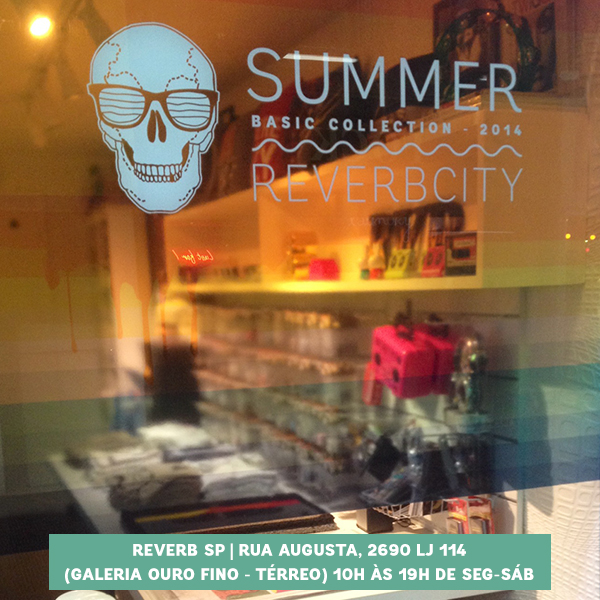 SUMMER
BASIC COLLECTION - 2014
REVERBCITY
REVERB SP | RUA AUGUSTA, 2690 LJ 114
(GALERIA OURO FINO - TÉRREO) 10H ÀS 19H DE SEG-SÁB